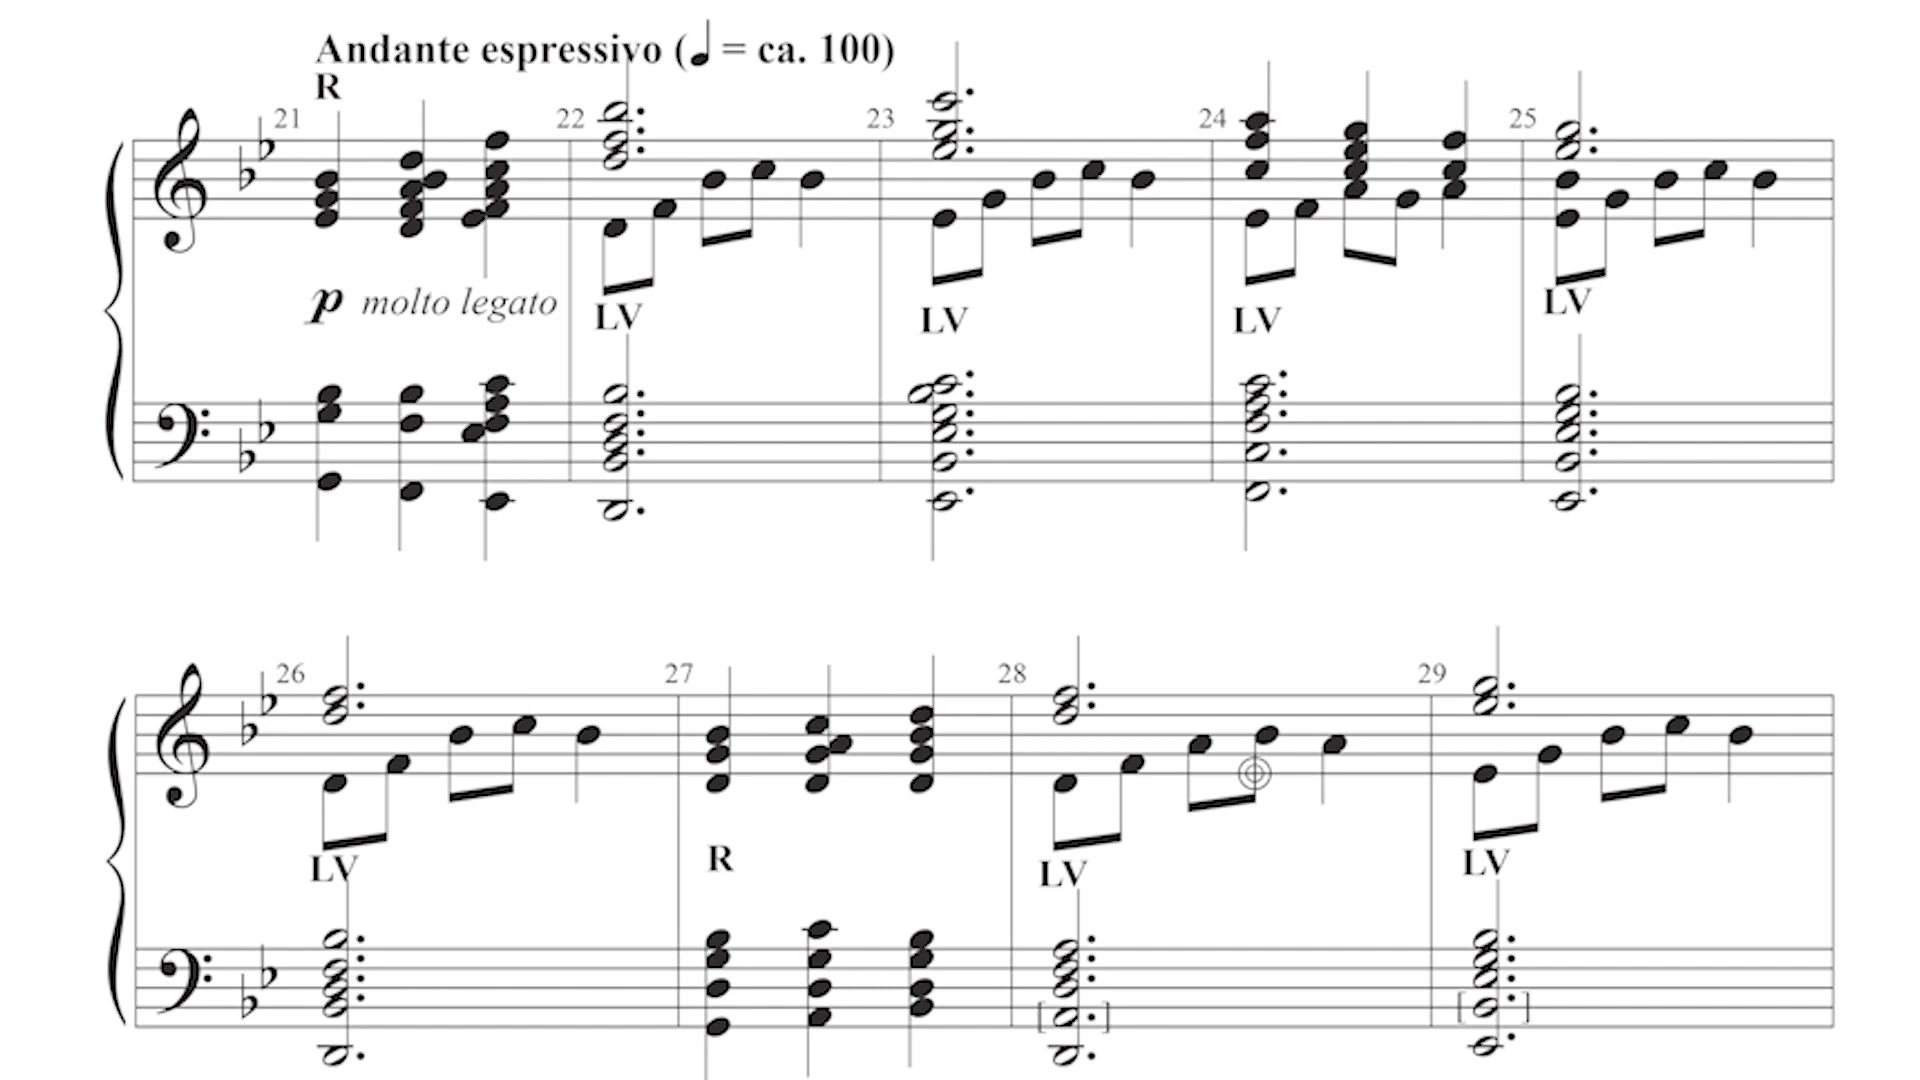 Andante espressivo (♩ = ca. 100)
R
21 22 23 24 25
p molto legato
LV LV LV LV
26 27 28 29
LV R LV LV